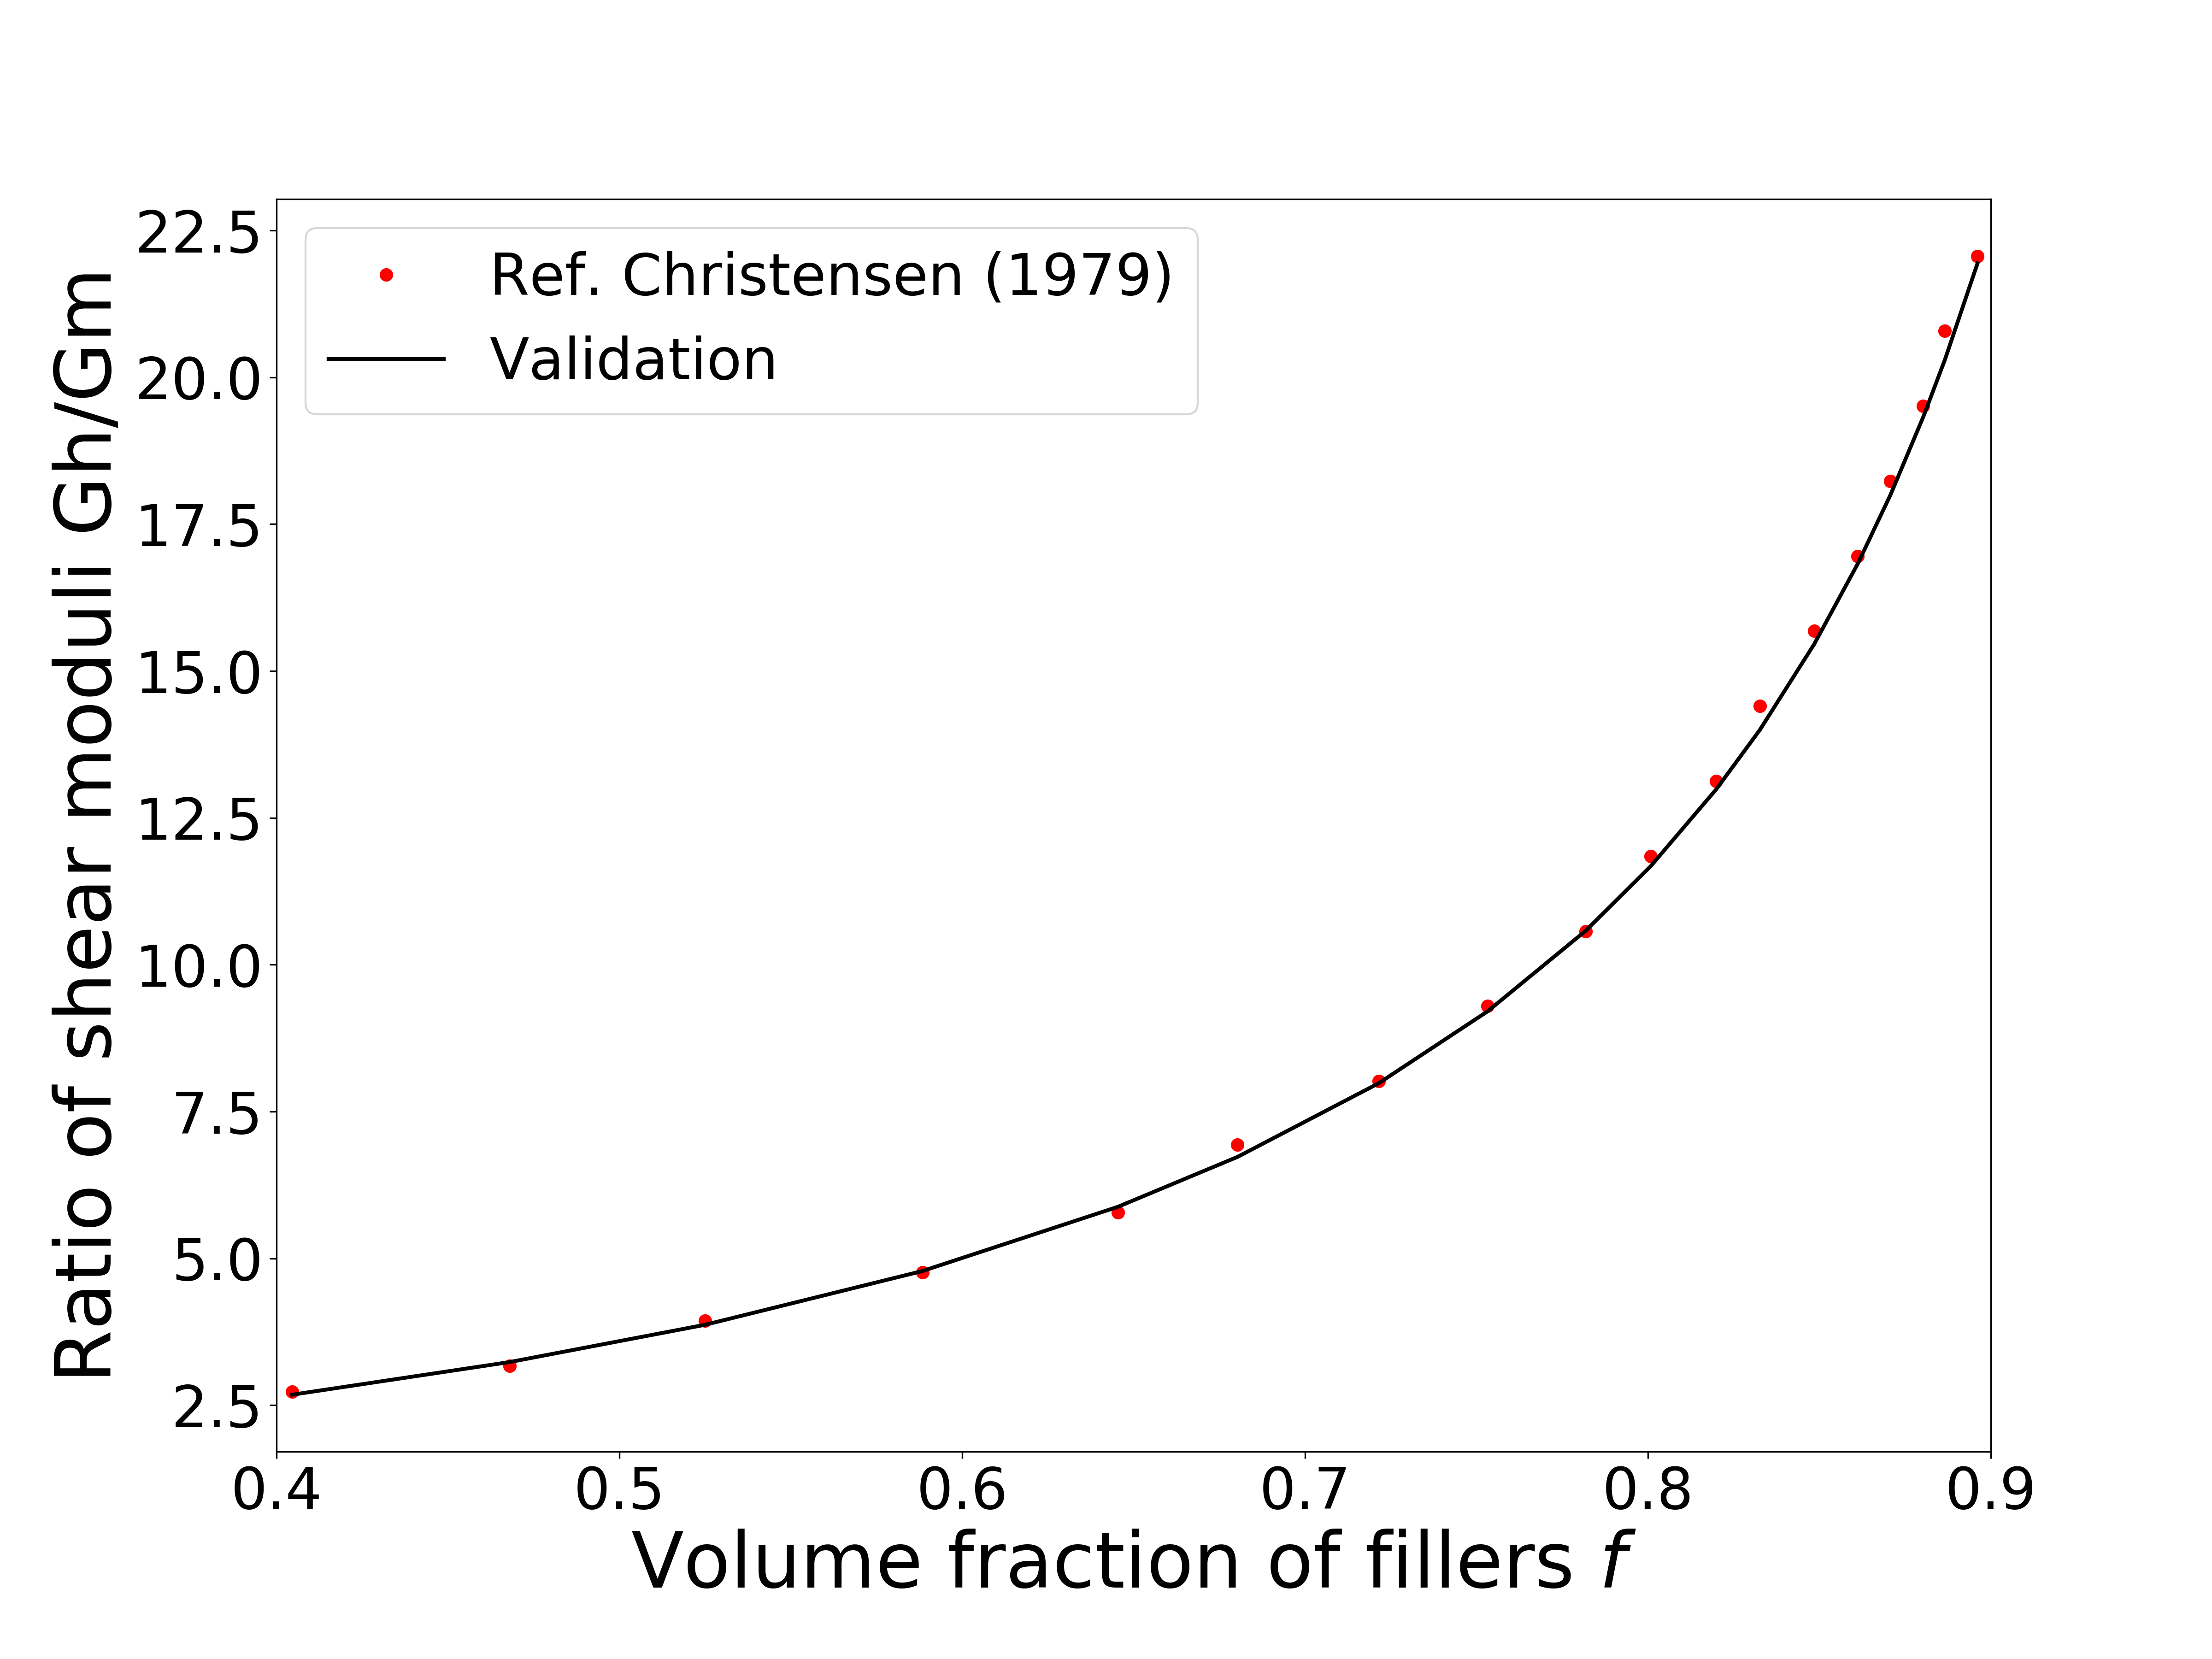 Ref. Christensen (1979)
Validation
Ratio of shear moduli Gh/Gm
22.5
20.0
17.5
15.0
12.5
10.0
7.5
5.0
2.5
0.4 0.5 0.6 0.7 0.8 0.9
Volume fraction of fillers f